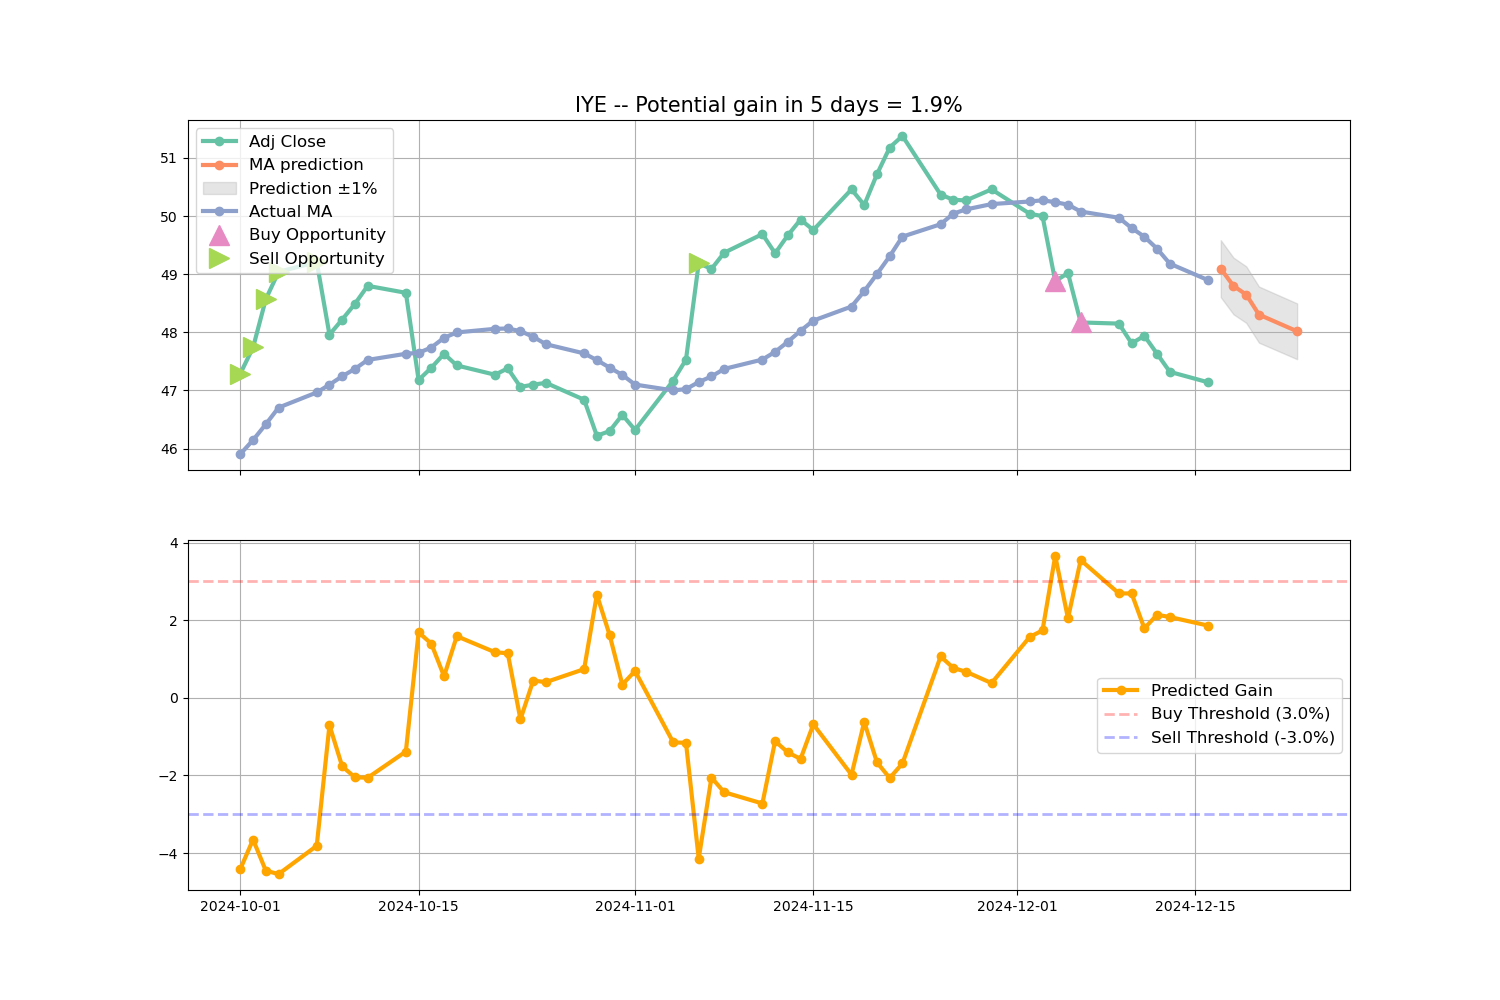 IYE -- Potential gain in 5 days = 1.9%
Adj Close
MA prediction
Prediction ±1%
Actual MA
Buy Opportunity
Sell Opportunity
51
50
49
48
47
46
4
2
0
−2
−4
Predicted Gain
Buy Threshold (3.0%)
Sell Threshold (-3.0%)
2024-10-01 2024-10-15 2024-11-01 2024-11-15 2024-12-01 2024-12-15